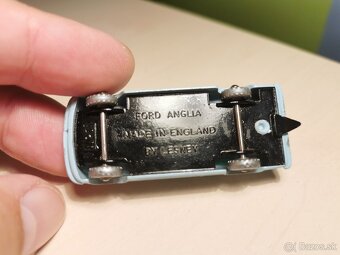 FORD ANGLIA
MADE IN ENGLAND
BY LESNEY
Bazos.sk